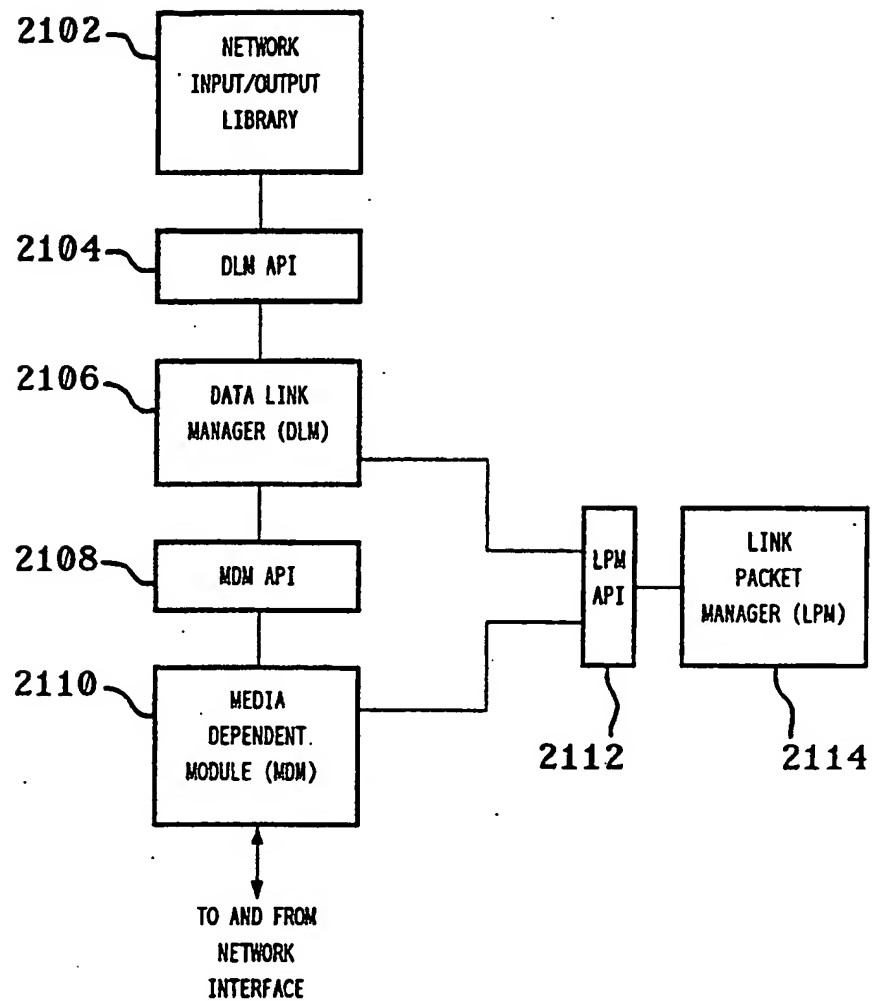 2102
NETWORK
INPUT/OUTPUT
LIBRARY
2104
DLM API
2106
DATA LINK
MANAGER (DLM)
2108
MDM API
2110
MEDIA
DEPENDENT.
MODULE (MDM)
LPM
API
LINK
PACKET
MANAGER (LPM)
2112
2114
TO AND FROM
NETWORK
INTERFACE